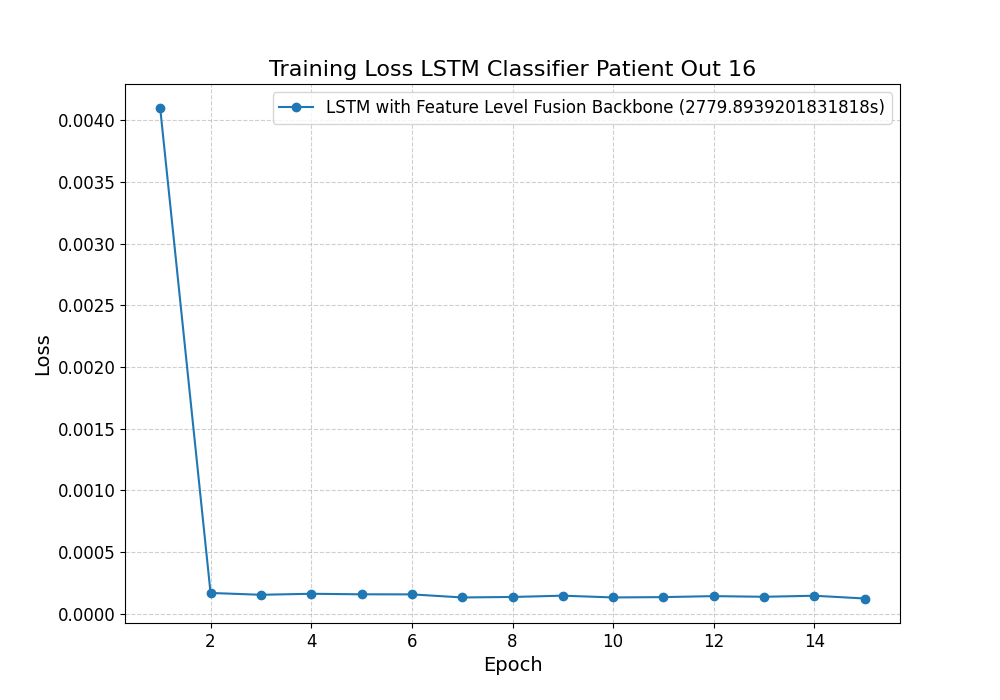 Training Loss LSTM Classifier Patient Out 16
LSTM with Feature Level Fusion Backbone (2779.8939201831818s)
0.0040
0.0035
0.0030
0.0025
0.0020
0.0015
0.0010
0.0005
0.0000
Loss
2 4 6 8 10 12 14
Epoch